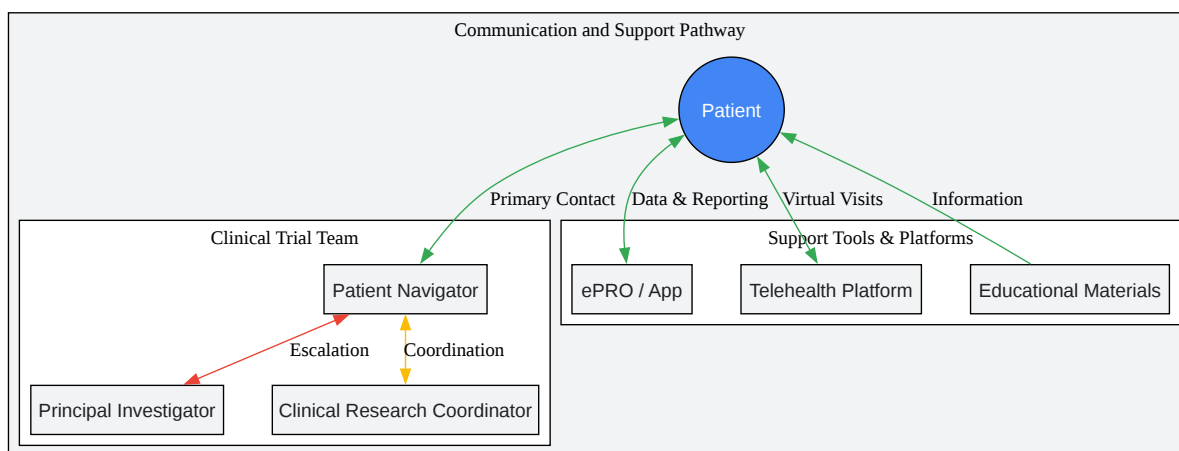 Communication and Support Pathway
Patient
Primary Contact
Data & Reporting
Virtual Visits
Information
Clinical Trial Team
Support Tools & Platforms
Patient Navigator
ePRO / App
Telehealth Platform
Educational Materials
Escalation
Coordination
Principal Investigator
Clinical Research Coordinator